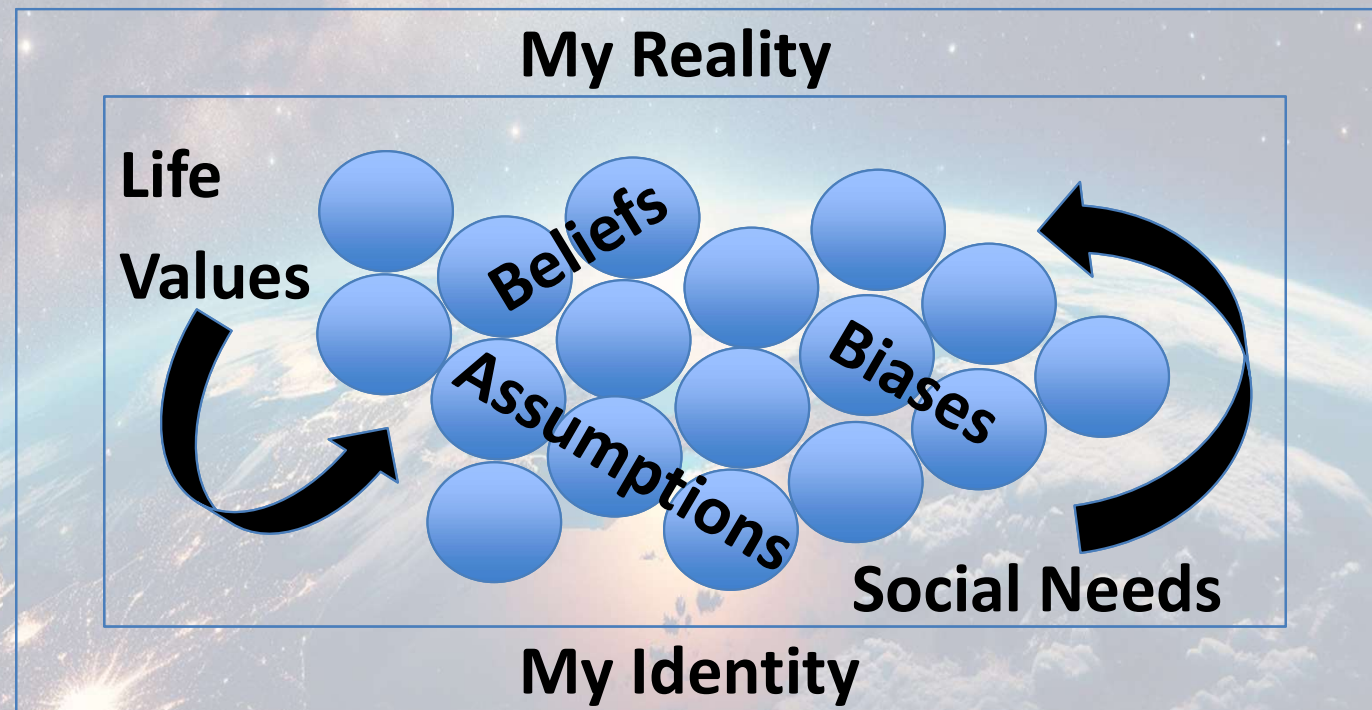 My Reality
Life
Values
Beliefs
Assumptions
Biases
Social Needs
My Identity